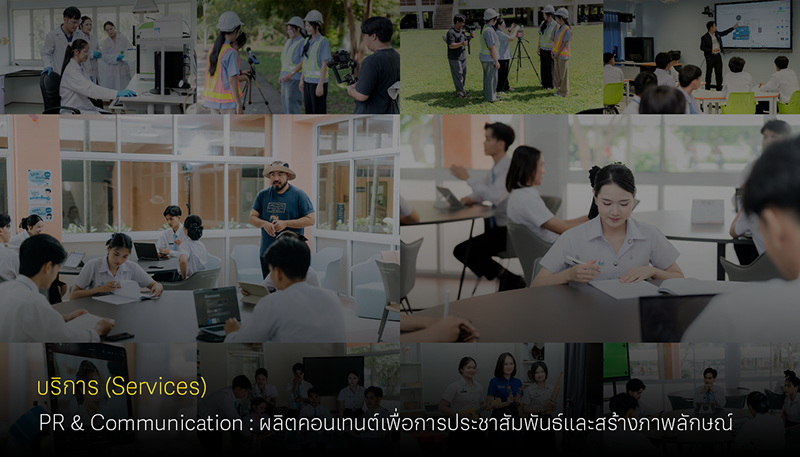 บริการ (Services)
PR & Communication : ผลิตคอนเทนต์เพื่อการประชาสัมพันธ์และสร้างภาพลักษณ์